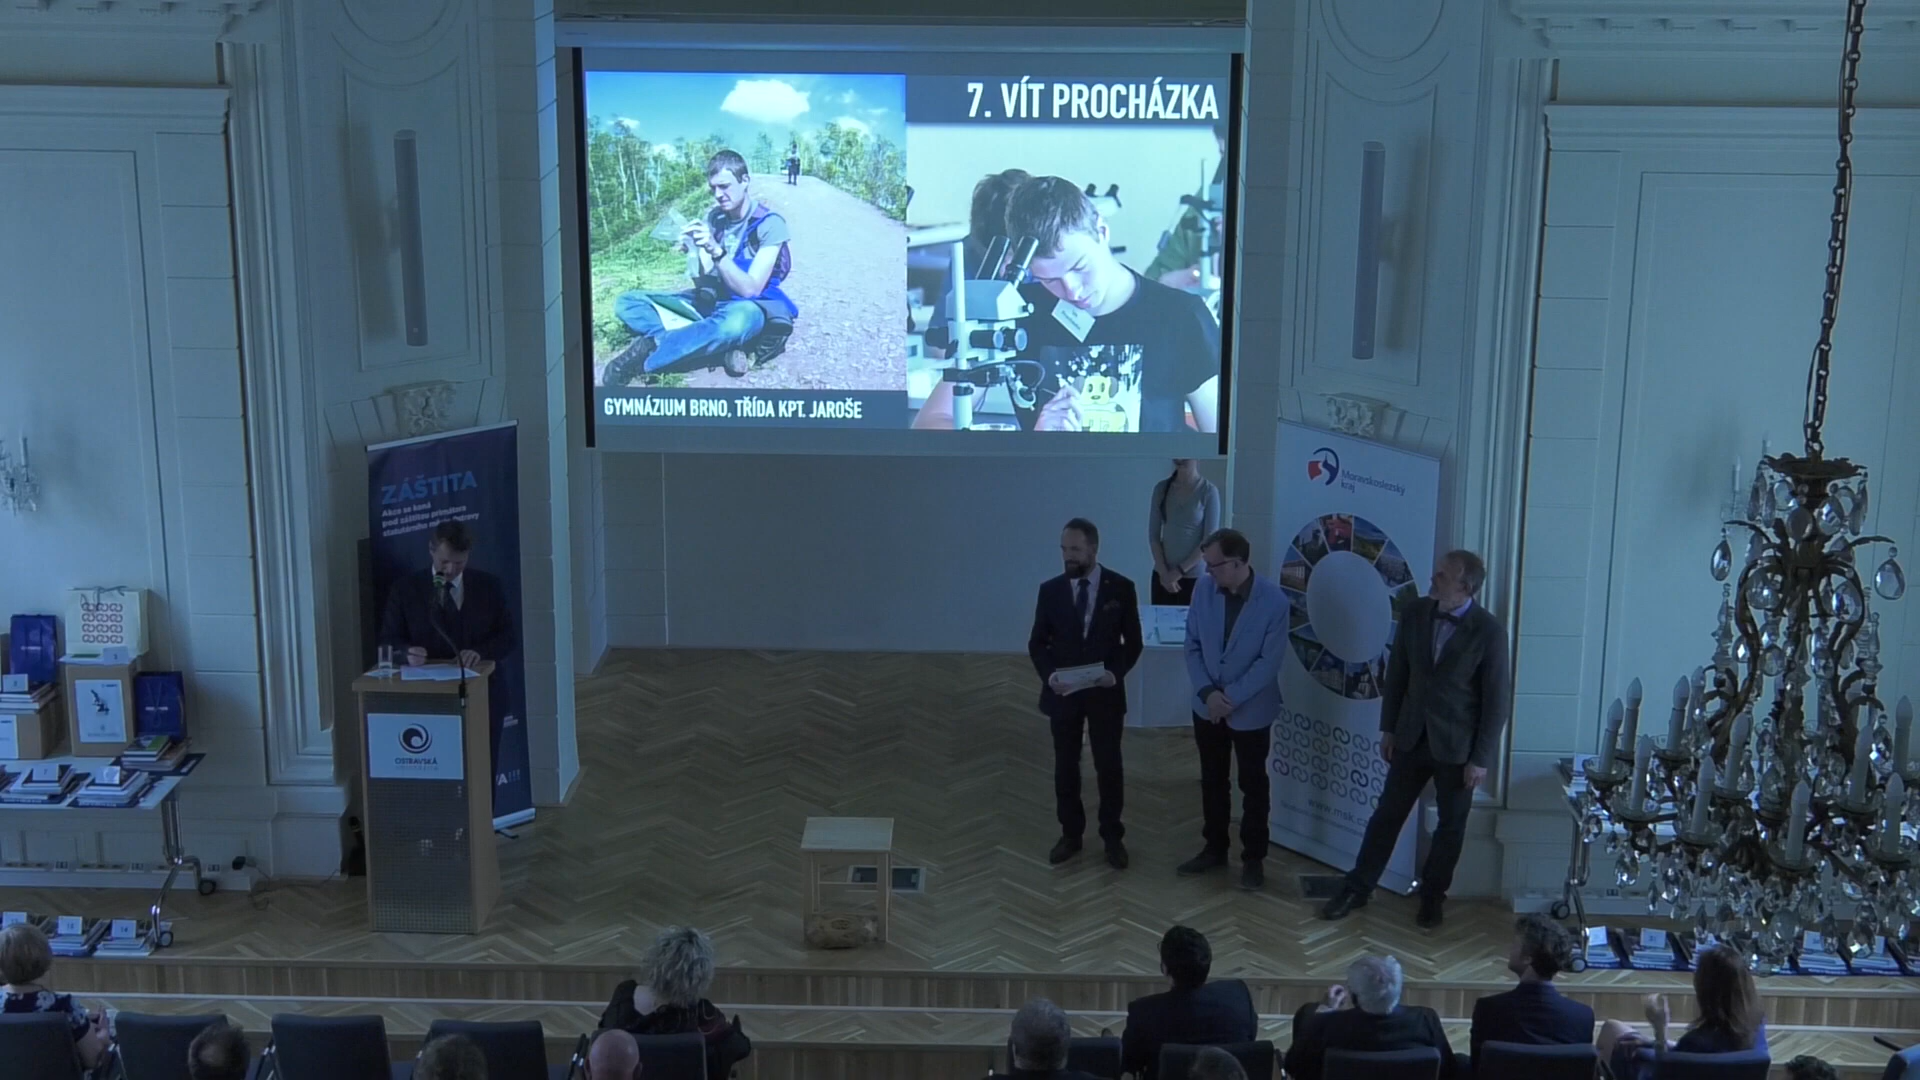 7. VÍT PROCHÁZKA
GYMNÁZIUM BRNO, TŘÍDA KPT. JAROŠE
ZÁŠTITA
Akce se koná
pod záštitou primátora
statutárního města Ostravy
Moravskoslezský
kraj
OSTRAVSKÁ
www.msk.cz